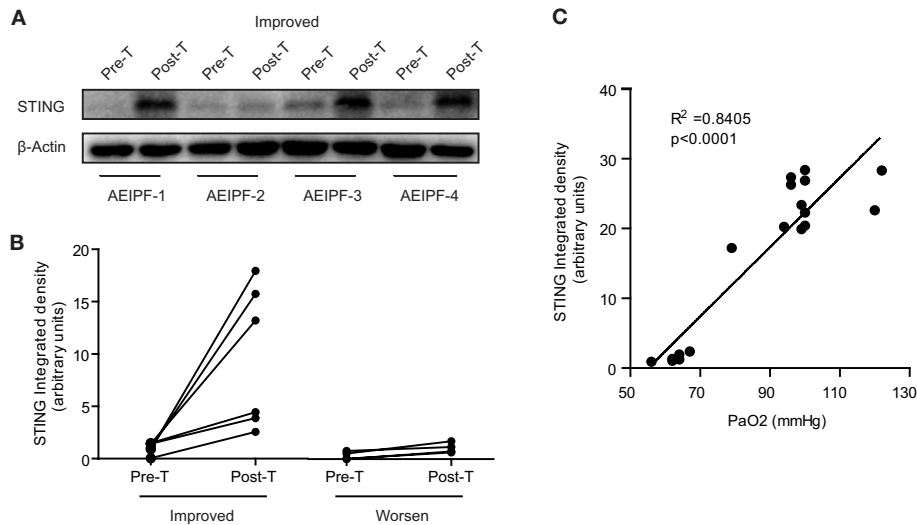 A
Improved
Pre-T Post-T Pre-T Post-T Pre-T Post-T Pre-T Post-T
STING
β-Actin
AEIPF-1 AEIPF-2 AEIPF-3 AEIPF-4
B
STING Integrated density
(arbitrary units)
20
15
10
5
0
Pre-T Post-T Pre-T Post-T
Improved Worsen
C
R² =0.8405
p<0.0001
STING Integrated density
(arbitrary units)
40
30
20
10
0
50 70 90 110 130
PaO2 (mmHg)